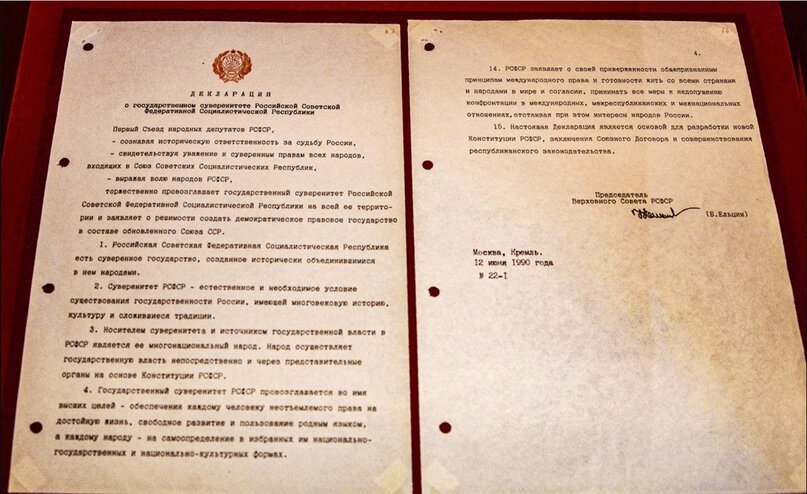 ДЕКЛАРАЦИЯ
о государственном суверенитете Российской Советской
Федеративной Социалистической Республики
Первый Съезд народных депутатов РСФСР,
- сознавая историческую ответственность за судьбу России,
- свидетельствуя уважение к суверенным правам всех народов,
входящих в Союз Советских Социалистических Республик,
- выражая волю народов РСФСР,
торжественно провозглашает государственный суверенитет Российской
Советской Федеративной Социалистической Республики на всей ее террито-
рии и заявляет о решимости создать демократическое правовое государство
в составе обновленного Союза ССР.
1. Российская Советская Федеративная Социалистическая Республика
есть суверенное государство, созданное исторически объединившимися
в нем народами.
2. Суверенитет РСФСР - естественное и необходимое условие
существования государственности России, имеющей многовековую историю,
культуру и сложившиеся традиции.
3. Носителем суверенитета и источником государственной власти в
РСФСР является ее многонациональный народ. Народ осуществляет
государственную власть непосредственно и через представительные
органы на основе Конституции РСФСР.
4. Государственный суверенитет РСФСР провозглашается во имя
высших целей - обеспечения каждому человеку неотъемлемого права на
достойную жизнь, свободное развитие и пользование родным языком,
а каждому народу - на самоопределение в избранных им национально-
государственных и национально-культурных формах.
4.
14. РСФСР заявляет о своей приверженности общепризнанным
принципам международного права и готовности жить со всеми странами
и народами в мире и согласии, принимать все меры к недопущению
конфронтации в международных, межреспубликанских и межнациональных
отношениях, отстаивая при этом интересы народов России.
15. Настоящая Декларация является основой для разработки новой
Конституции РСФСР, заключения Союзного Договора и совершенствования
республиканского законодательства.
Председатель
Верховного Совета РСФСР
(Б.Ельцин)
Москва, Кремль.
12 июня 1990 года
№ 22-I